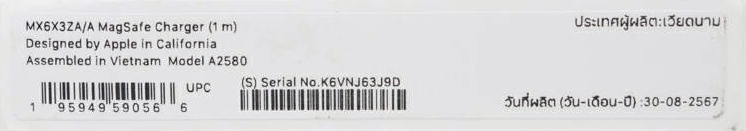 MX6X3ZA/A MagSafe Charger (1 m)
Designed by Apple in California
Assembled in Vietnam Model A2580
UPC
1 95949 59056 6
(S) Serial No.K6VNJ63J9D
ประเทศผู้ผลิต:เวียดนาม
วันที่ผลิต (วัน-เดือน-ปี) :30-08-2567